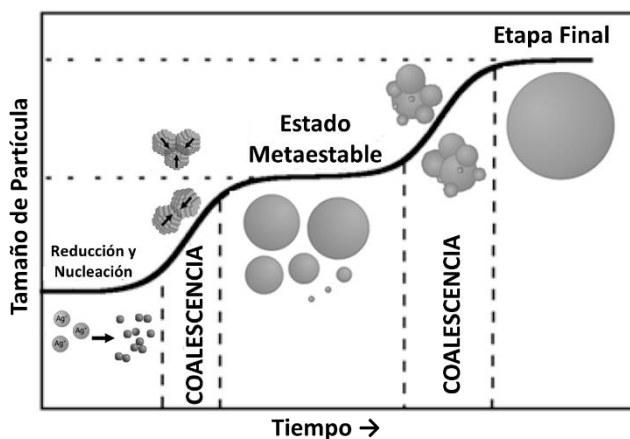 Etapa Final
Estado
Metaestable
Reducción y
Nucleación
Ag⁺
Ag⁺
Ag⁺
COALESCENCIA
COALESCENCIA
Tamaño de Partícula
Tiempo →